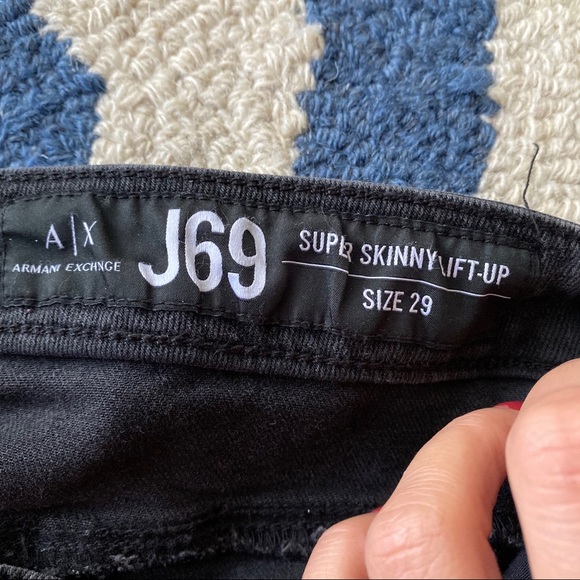 A|X
ARMANI EXCHNGE
J69
SUPER SKINNY LIFT-UP
SIZE 29